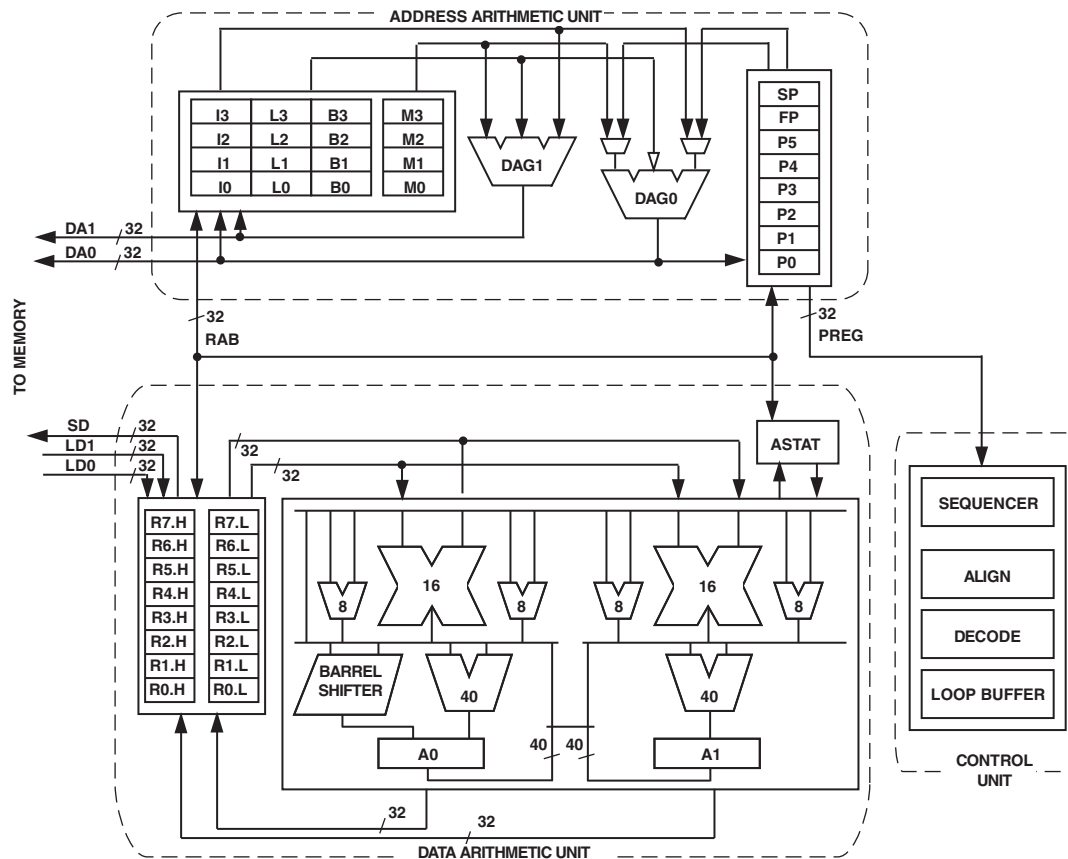 ADDRESS ARITHMETIC UNIT
I3 L3 B3 M3
I2 L2 B2 M2
I1 L1 B1 M1
I0 L0 B0 M0
DAG1
DAG0
SP
FP
P5
P4
P3
P2
P1
P0
DA1 32
DA0 32
TO MEMORY
32
RAB
32
PREG
SD 32
LD1 32
LD0 32
32
32
ASTAT
R7.H R7.L
R6.H R6.L
R5.H R5.L
R4.H R4.L
R3.H R3.L
R2.H R2.L
R1.H R1.L
R0.H R0.L
8 16 8 8 16 8
BARREL
SHIFTER
40
40
A0
40 40
A1
32
32
DATA ARITHMETIC UNIT
SEQUENCER
ALIGN
DECODE
LOOP BUFFER
CONTROL
UNIT